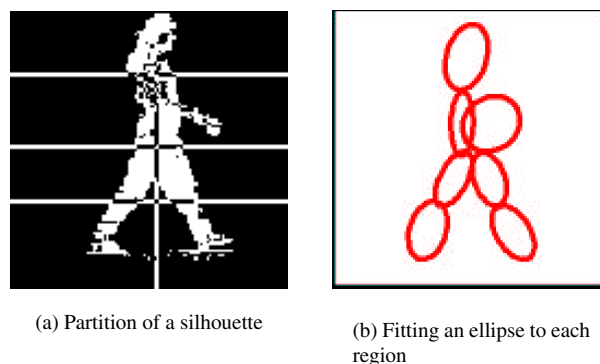 (a) Partition of a silhouette
(b) Fitting an ellipse to each
region